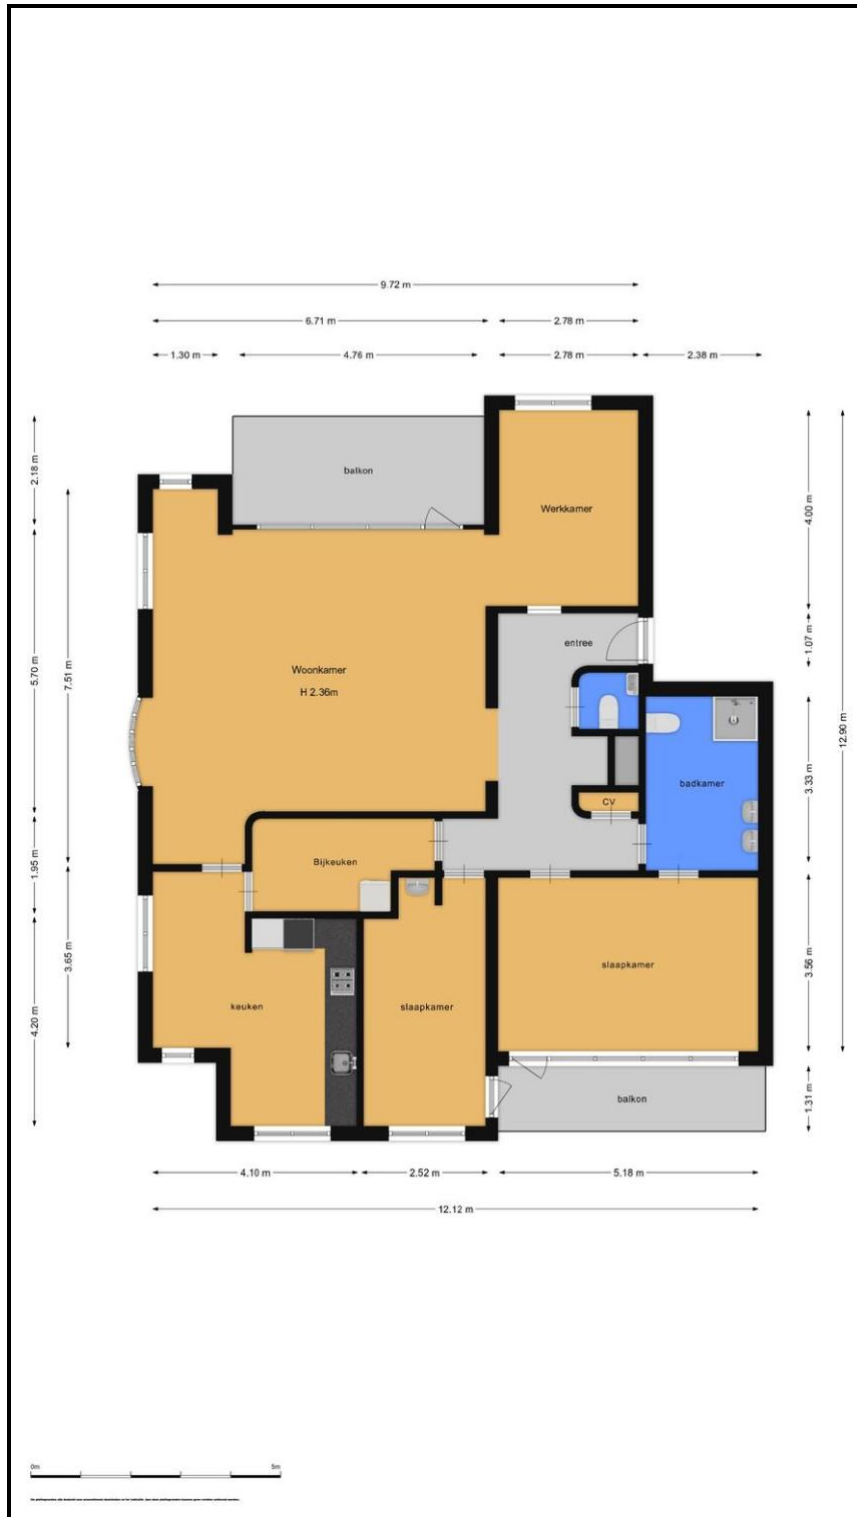 9.72 m
6.71 m
2.78 m
1.30 m
4.76 m
2.78 m
2.38 m
2.18 m
5.70 m
1.95 m
4.20 m
7.51 m
3.65 m
4.00 m
1.07 m
3.33 m
3.56 m
1.31 m
12.90 m
balkon
Werkkamer
entree
Woonkamer
H 2.36m
badkamer
CV
Bijkeuken
slaapkamer
keuken
slaapkamer
balkon
4.10 m
2.52 m
5.18 m
12.12 m
0m
5m